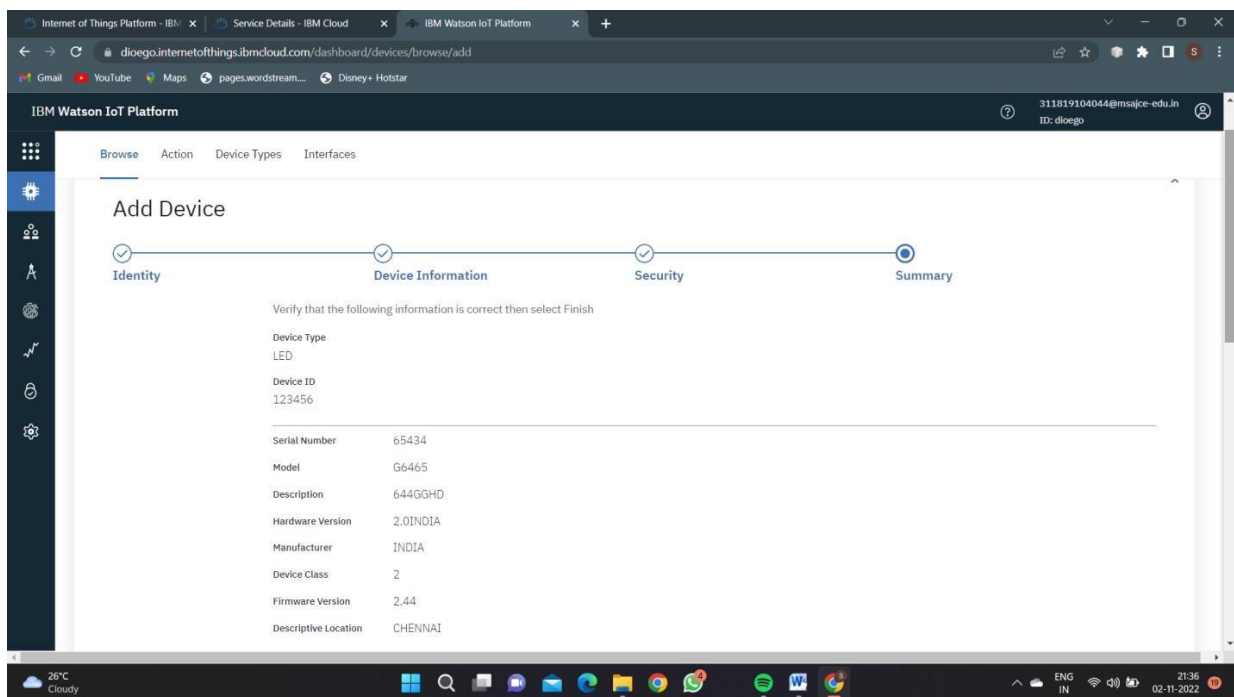 Internet of Things Platform - IBM
Service Details - IBM Cloud
IBM Watson IoT Platform
dioego.internetofthings.ibmcloud.com/dashboard/devices/browse/add
S
Gmail YouTube Maps pages.wordstream.... Disney+ Hotstar
IBM Watson IoT Platform
311819104044@msajce-edu.in
ID: dioego
Browse Action Device Types Interfaces
Add Device
Identity Device Information Security Summary
Verify that the following information is correct then select Finish
Device Type
LED
Device ID
123456
Serial Number 65434
Model G6465
Description 644GGHD
Hardware Version 2.0INDIA
Manufacturer INDIA
Device Class 2
Firmware Version 2.44
Descriptive Location CHENNAI
26°C
Cloudy
4
W
ENG
IN
21:36
02-11-2022
19